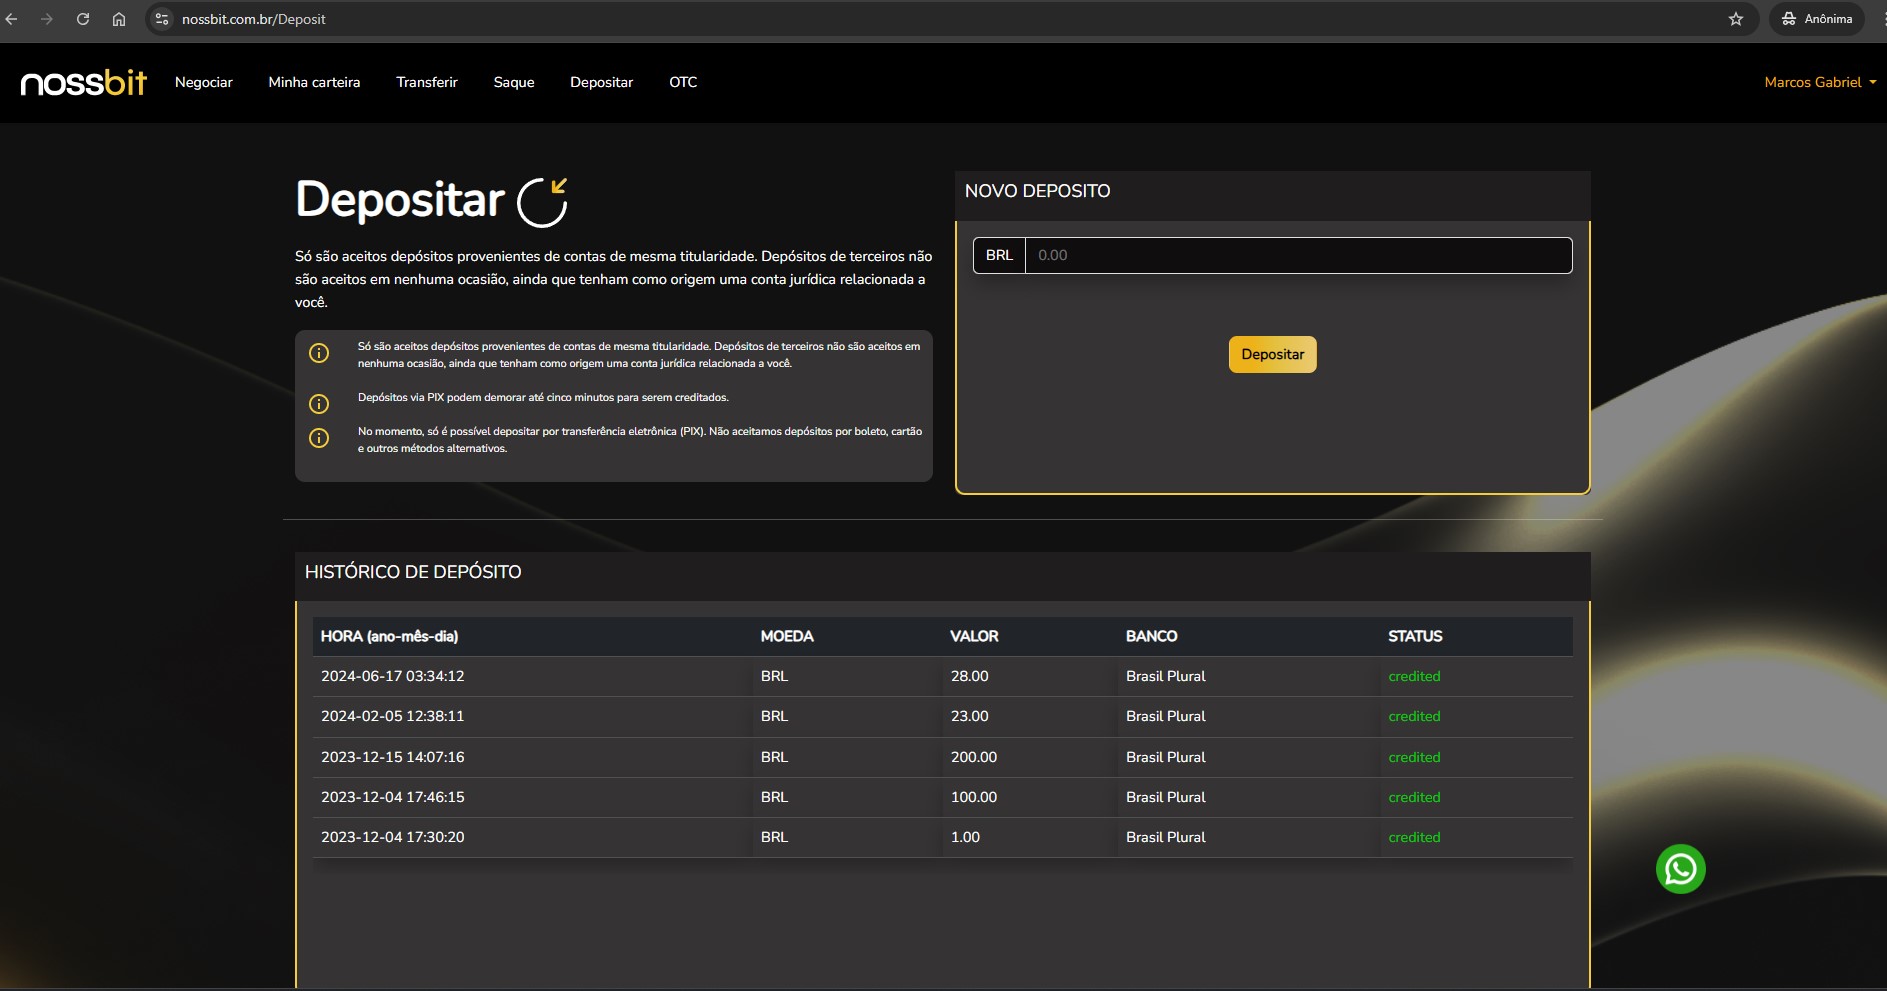 nossbit.com.br/Deposit
Anônima
nossbit
Negociar
Minha carteira
Transferir
Saque
Depositar
OTC
Marcos Gabriel
Depositar
Só são aceitos depósitos provenientes de contas de mesma titularidade. Depósitos de terceiros não
são aceitos em nenhuma ocasião, ainda que tenham como origem uma conta jurídica relacionada a
você.
Só são aceitos depósitos provenientes de contas de mesma titularidade. Depósitos de terceiros não são aceitos em
nenhuma ocasião, ainda que tenham como origem uma conta jurídica relacionada a você.
Depósitos via PIX podem demorar até cinco minutos para serem creditados.
No momento, só é possível depositar por transferência eletrônica (PIX). Não aceitamos depósitos por boleto, cartão
e outros métodos alternativos.
NOVO DEPOSITO
BRL 0.00
Depositar
HISTÓRICO DE DEPÓSITO
HORA (ano-mês-dia) MOEDA VALOR BANCO STATUS
2024-06-17 03:34:12 BRL 28.00 Brasil Plural credited
2024-02-05 12:38:11 BRL 23.00 Brasil Plural credited
2023-12-15 14:07:16 BRL 200.00 Brasil Plural credited
2023-12-04 17:46:15 BRL 100.00 Brasil Plural credited
2023-12-04 17:30:20 BRL 1.00 Brasil Plural credited